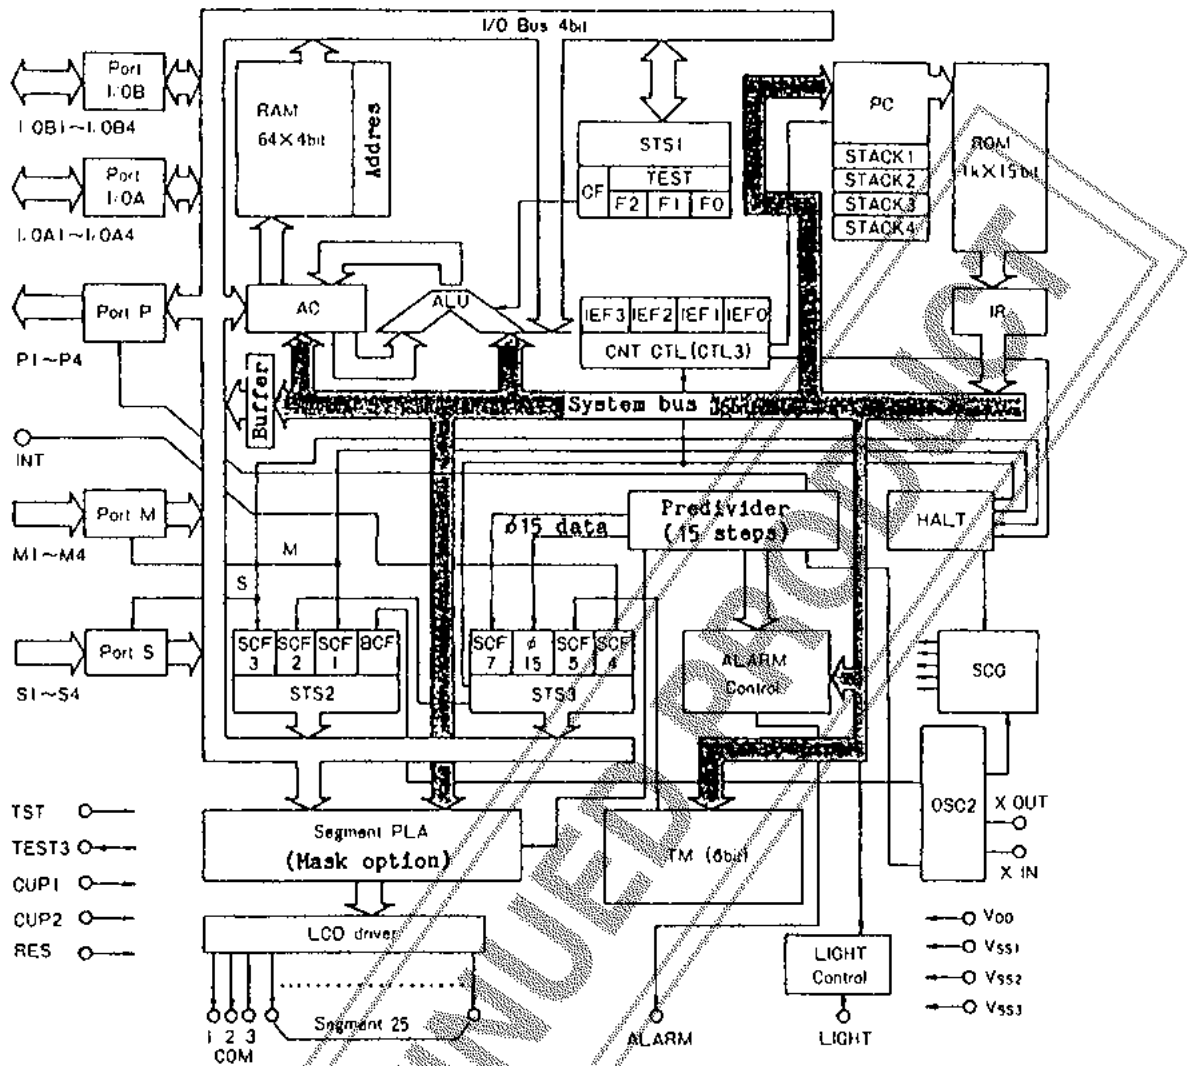 I/O Bus 4bit
Port
I/OB
I/OB1~I/OB4
RAM
64×4bit
Addres
STS1
CF
TEST
F2
F1
F0
PC
STACK1
STACK2
STACK3
STACK4
ROM
1k×15bit
Port
I/OA
I/OA1~I/OA4
Port P
P1~P4
AC
ALU
IEF3
IEF2
IEF1
IEF0
CNT CTL(CTL3)
IR
Buffer
System bus
INT
Port M
M1~M4
M
S
ø15 data
Predivider
(15 steps)
HALT
Port S
S1~S4
SCF
3
SCF
2
SCF
1
BCF
STS2
SCF
7
ø
15
SCF
5
SCF
4
STS3
ALARM
Control
SCG
TST
TEST3
CUP1
CUP2
RES
Segment PLA
(Mask option)
TM (6bit)
OSC2
X OUT
X IN
LCD driver
LIGHT
Control
VDD
VSS1
VSS2
VSS3
1 2 3
COM
Segment 25
ALARM
LIGHT
NUED PRODUCT